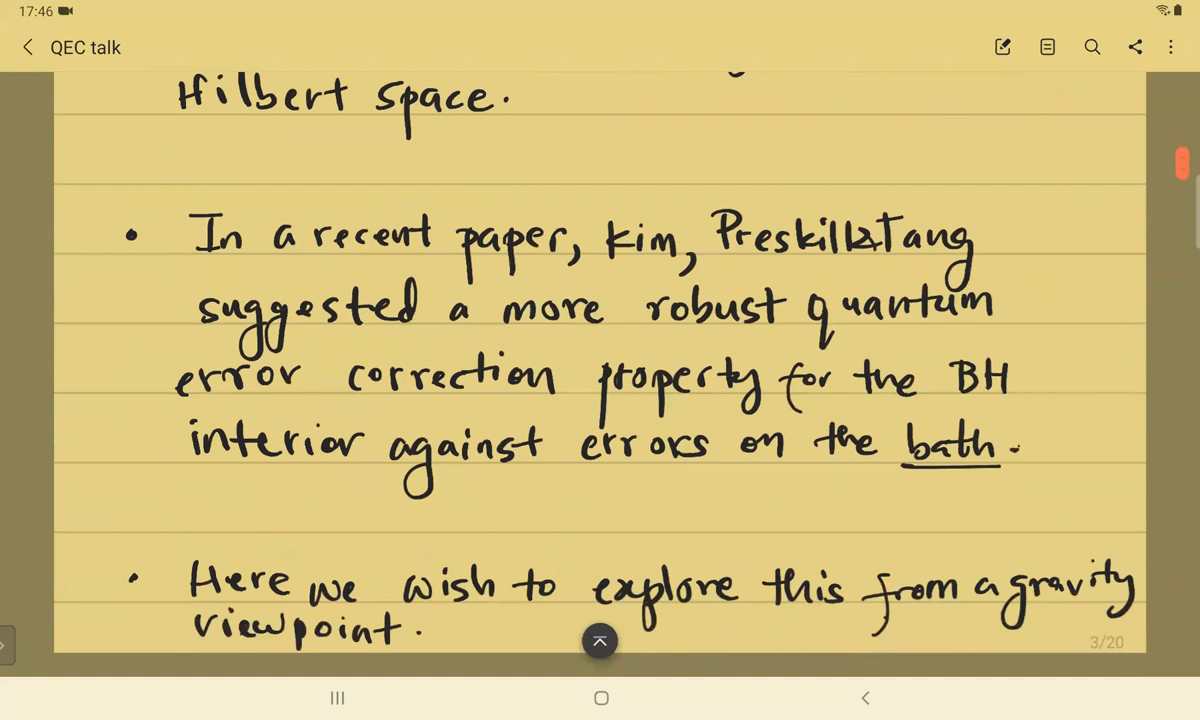 17:46
QEC talk
Hilbert space.
• In a recent paper, Kim, Preskill & Tang
suggested a more robust quantum
error correction property for the BH
interior against errors on the bath.
• Here we wish to explore this from a gravity
viewpoint.
3/20